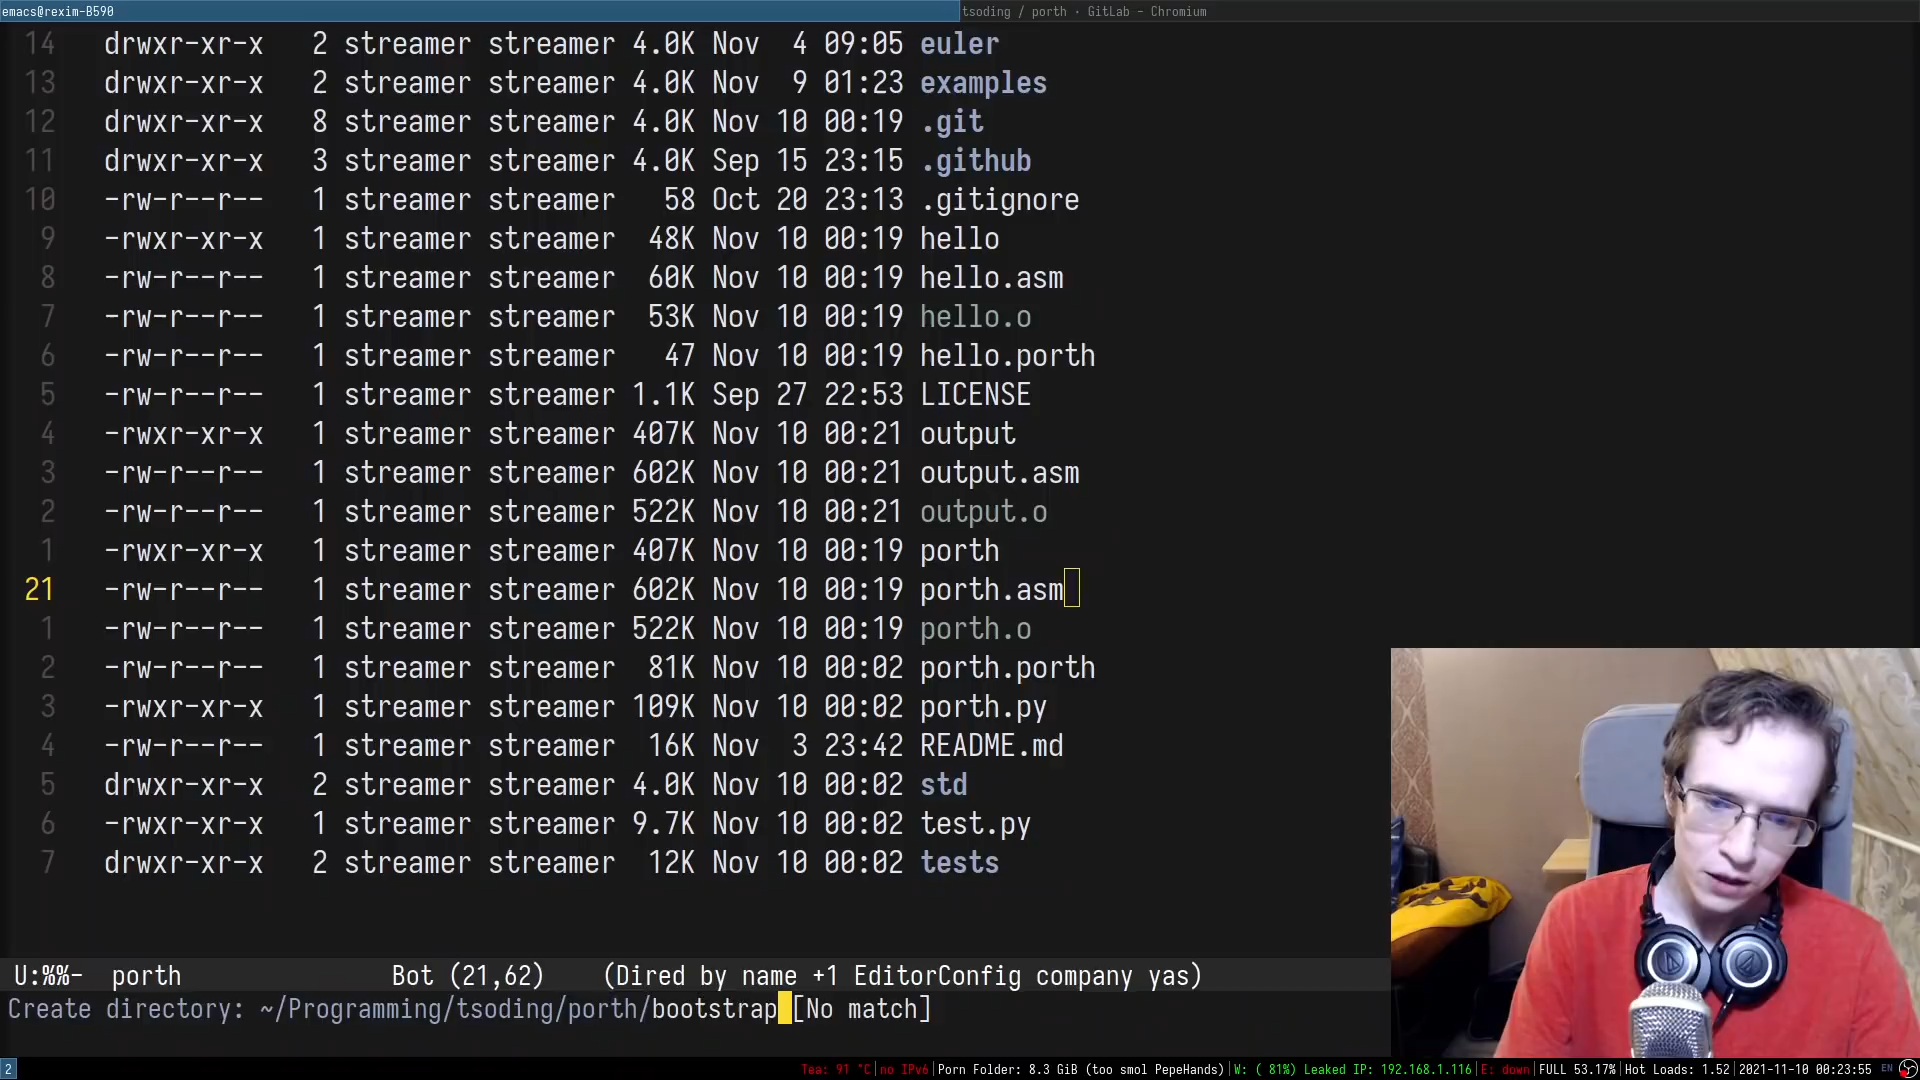 emacs@rexim-B590
tsoding / porth · GitLab - Chromium
14 drwxr-xr-x 2 streamer streamer 4.0K Nov 4 09:05 euler
13 drwxr-xr-x 2 streamer streamer 4.0K Nov 9 01:23 examples
12 drwxr-xr-x 8 streamer streamer 4.0K Nov 10 00:19 .git
11 drwxr-xr-x 3 streamer streamer 4.0K Sep 15 23:15 .github
10 -rw-r--r-- 1 streamer streamer 58 Oct 20 23:13 .gitignore
9 -rwxr-xr-x 1 streamer streamer 48K Nov 10 00:19 hello
8 -rw-r--r-- 1 streamer streamer 60K Nov 10 00:19 hello.asm
7 -rw-r--r-- 1 streamer streamer 53K Nov 10 00:19 hello.o
6 -rw-r--r-- 1 streamer streamer 47 Nov 10 00:19 hello.porth
5 -rw-r--r-- 1 streamer streamer 1.1K Sep 27 22:53 LICENSE
4 -rwxr-xr-x 1 streamer streamer 407K Nov 10 00:21 output
3 -rw-r--r-- 1 streamer streamer 602K Nov 10 00:21 output.asm
2 -rw-r--r-- 1 streamer streamer 522K Nov 10 00:21 output.o
1 -rwxr-xr-x 1 streamer streamer 407K Nov 10 00:19 porth
21 -rw-r--r-- 1 streamer streamer 602K Nov 10 00:19 porth.asm
1 -rw-r--r-- 1 streamer streamer 522K Nov 10 00:19 porth.o
2 -rw-r--r-- 1 streamer streamer 81K Nov 10 00:02 porth.porth
3 -rwxr-xr-x 1 streamer streamer 109K Nov 10 00:02 porth.py
4 -rw-r--r-- 1 streamer streamer 16K Nov 3 23:42 README.md
5 drwxr-xr-x 2 streamer streamer 4.0K Nov 10 00:02 std
6 -rwxr-xr-x 1 streamer streamer 9.7K Nov 10 00:02 test.py
7 drwxr-xr-x 2 streamer streamer 12K Nov 10 00:02 tests
U:%%- porth Bot (21,62) (Dired by name +1 EditorConfig company yas)
Create directory: ~/Programming/tsoding/porth/bootstrap[No match]
2 Tea: 91 °C|no IPv6|Porn Folder: 8.3 GiB (too smol PepeHands)|W: ( 81%) Leaked IP: 192.168.1.116|E: down|FULL 53.17%|Hot Loads: 1.52|2021-11-10 00:23:55 EN